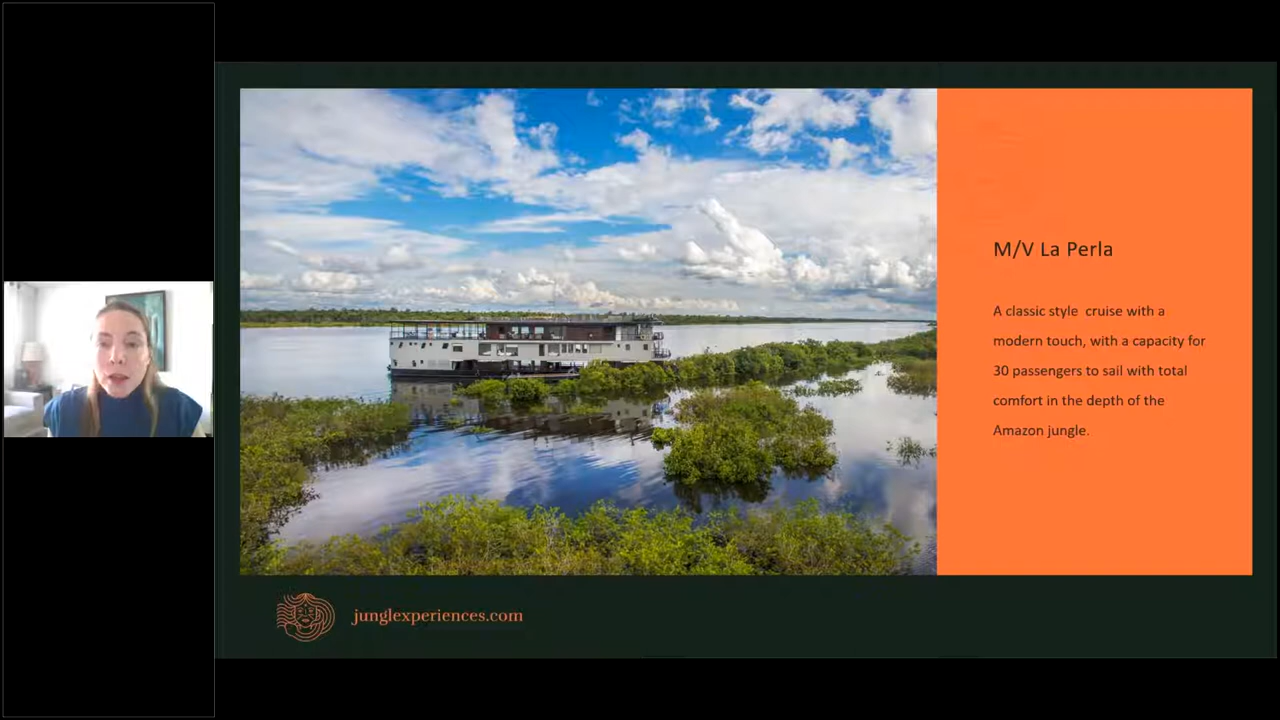 M/V La Perla
A classic style cruise with a
modern touch, with a capacity for
30 passengers to sail with total
comfort in the depth of the
Amazon jungle.
junglexperiences.com